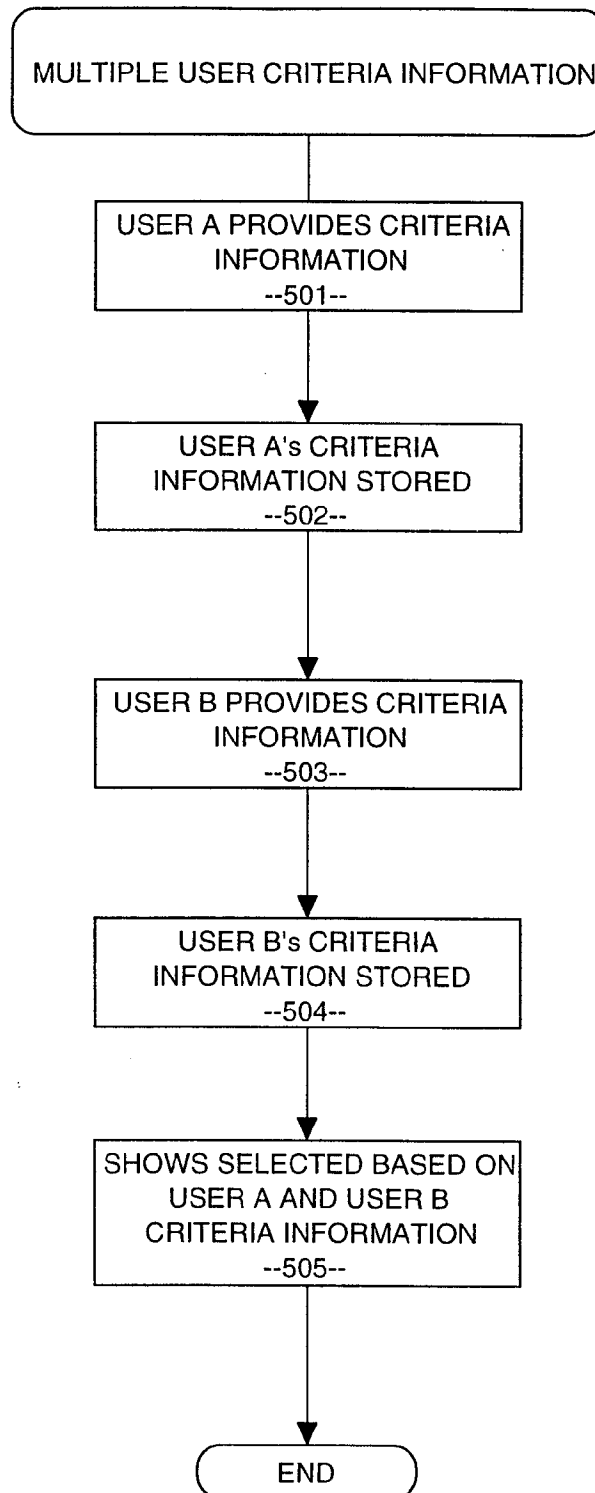 MULTIPLE USER CRITERIA INFORMATION
USER A PROVIDES CRITERIA
INFORMATION
--501--
USER A's CRITERIA
INFORMATION STORED
--502--
USER B PROVIDES CRITERIA
INFORMATION
--503--
USER B's CRITERIA
INFORMATION STORED
--504--
SHOWS SELECTED BASED ON
USER A AND USER B
CRITERIA INFORMATION
--505--
END